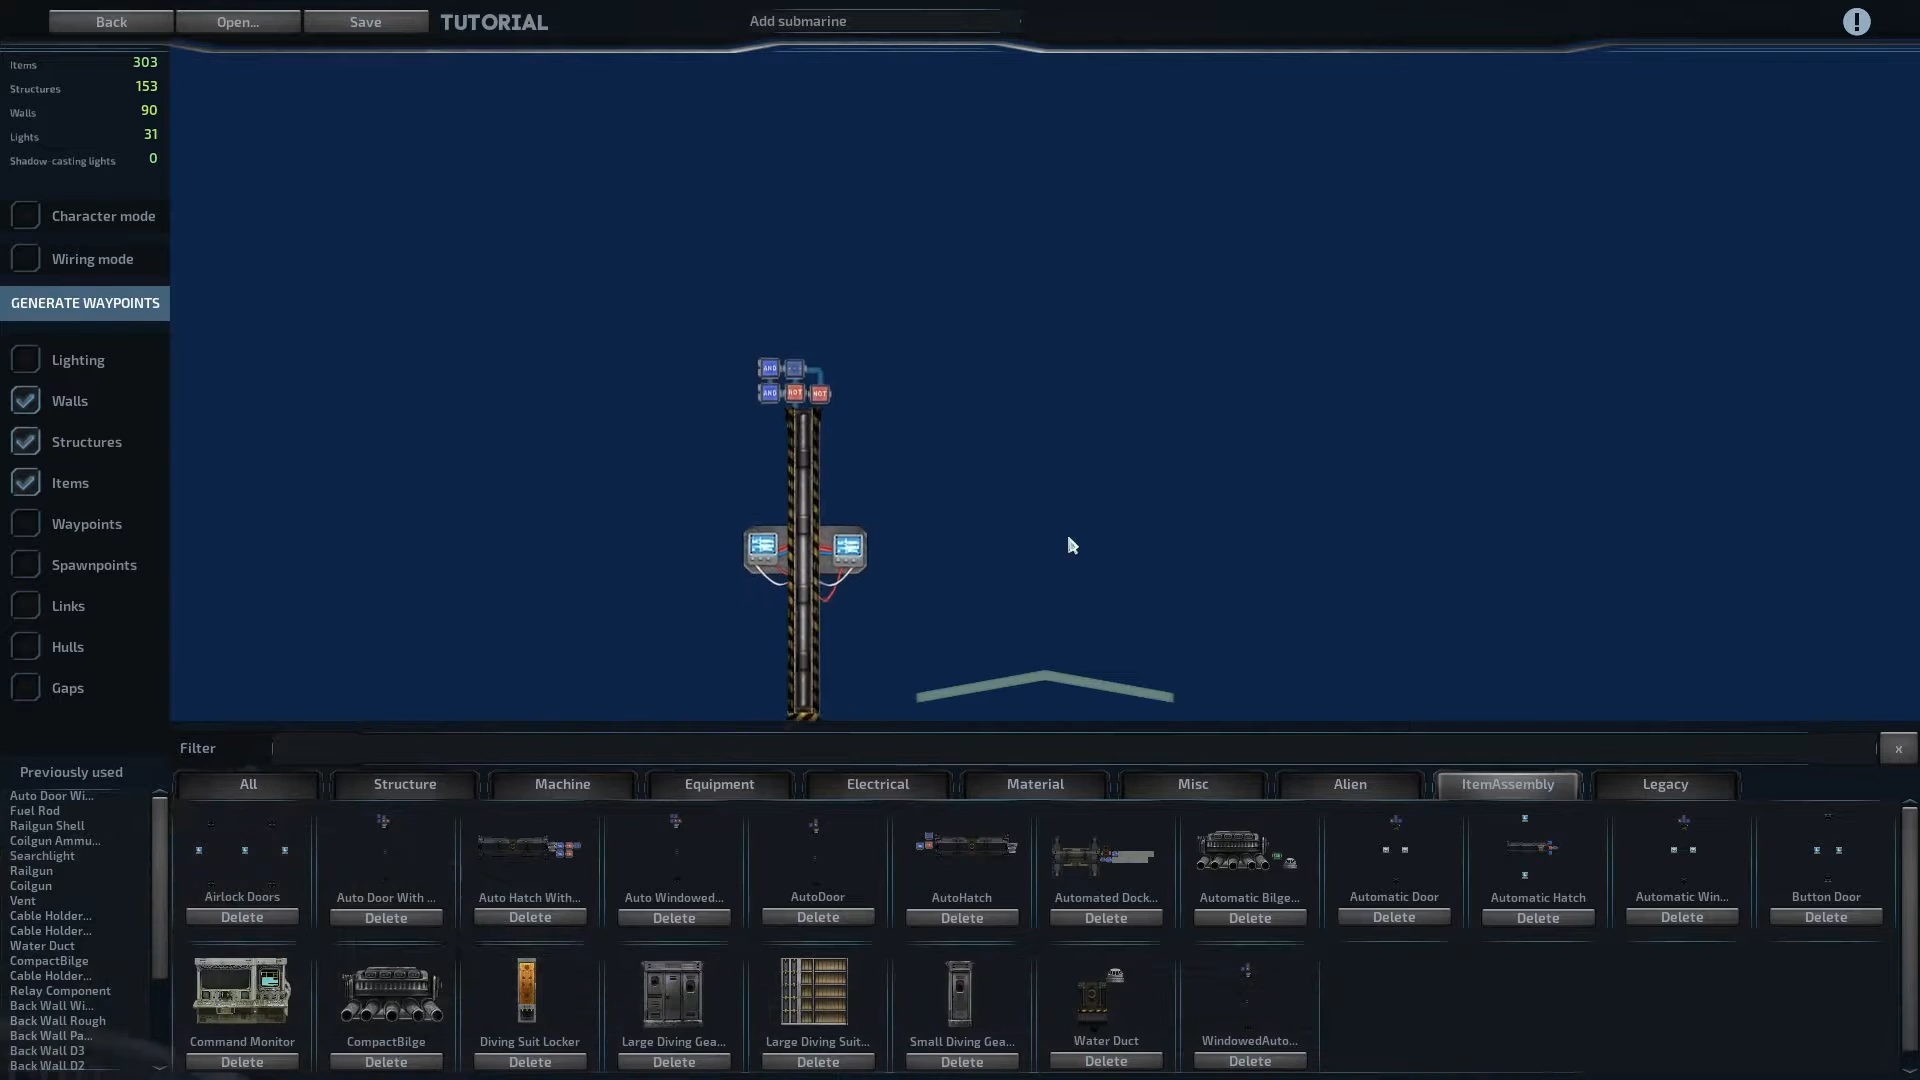 Back
Open...
Save
TUTORIAL
Add submarine
Items 303
Structures 153
Walls 90
Lights 31
Shadow-casting lights 0
Character mode
Wiring mode
GENERATE WAYPOINTS
Lighting
Walls
Structures
Items
Waypoints
Spawnpoints
Links
Hulls
Gaps
AND
AND NOT NOT
Filter
x
Previously used
Auto Door Wi...
Fuel Rod
Railgun Shell
Coilgun Ammu...
Searchlight
Railgun
Coilgun
Vent
Cable Holder...
Cable Holder...
Water Duct
CompactBilge
Cable Holder...
Relay Component
Back Wall Wi...
Back Wall Rough
Back Wall Pa...
Back Wall D3
Back Wall D2
All Structure Machine Equipment Electrical Material Misc Alien ItemAssembly Legacy
Airlock Doors Auto Door With ... Auto Hatch With... Auto Windowed... AutoDoor AutoHatch Automated Dock... Automatic Bilge... Automatic Door Automatic Hatch Automatic Win... Button Door
Delete Delete Delete Delete Delete Delete Delete Delete Delete Delete Delete Delete
Command Monitor CompactBilge Diving Suit Locker Large Diving Gea... Large Diving Suit... Small Diving Gea... Water Duct WindowedAuto...
Delete Delete Delete Delete Delete Delete Delete Delete